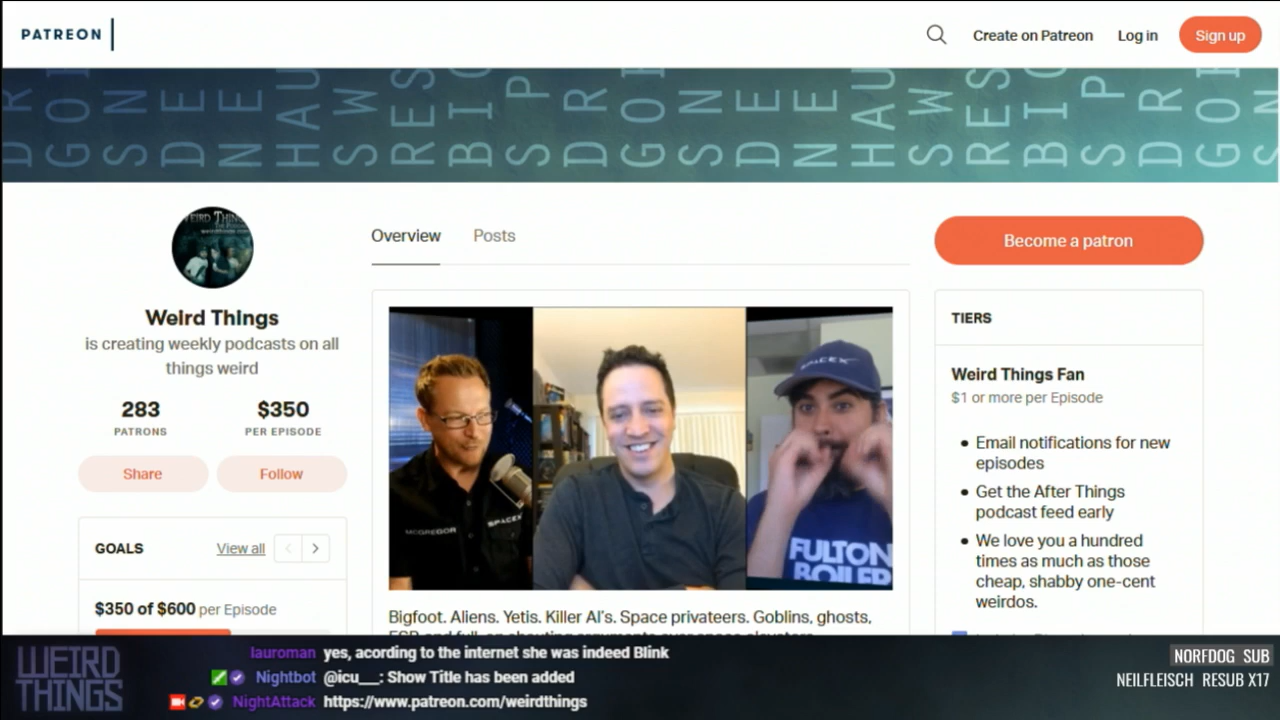 PATREON
Create on Patreon
Log in
Sign up
WEIRD THINGS
Overview
Posts
Become a patron
Weird Things
is creating weekly podcasts on all
things weird
283
PATRONS
$350
PER EPISODE
Share
Follow
GOALS
View all
$350 of $600 per Episode
MCGREGOR
SPACEX
SPACEX
FULTON
BOILER
Bigfoot. Aliens. Yetis. Killer AI's. Space privateers. Goblins, ghosts,
TIERS
Weird Things Fan
$1 or more per Episode
• Email notifications for new
episodes
• Get the After Things
podcast feed early
• We love you a hundred
times as much as those
cheap, shabby one-cent
weirdos.
WEIRD
THINGS
lauroman yes, acording to the internet she was indeed Blink
Nightbot @icu__: Show Title has been added
NightAttack https://www.patreon.com/weirdthings
NORFDOG SUB
NEILFLEISCH RESUB X17